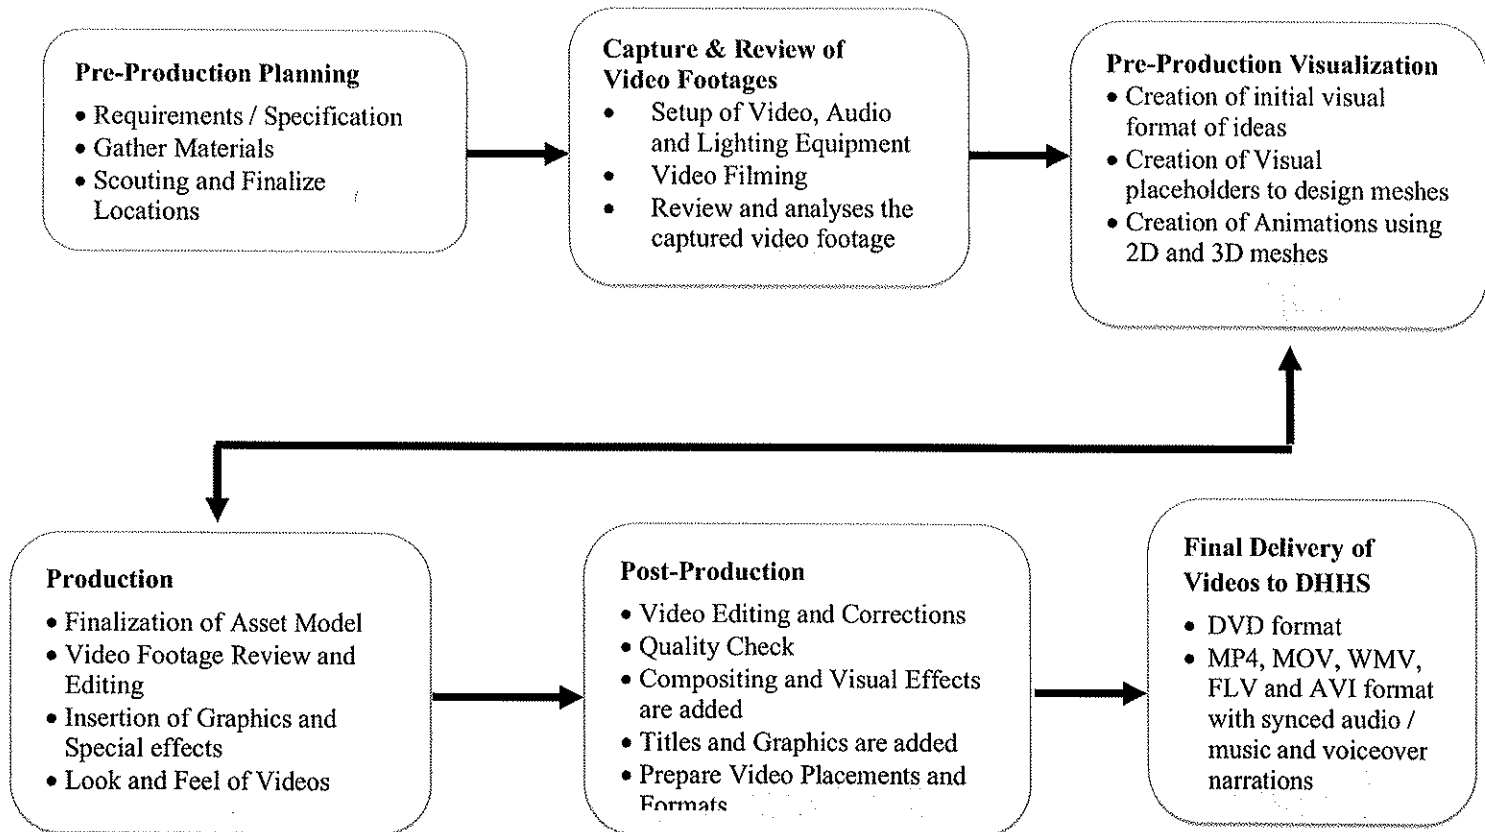 Pre-Production Planning
• Requirements / Specification
• Gather Materials
• Scouting and Finalize
Locations
Capture & Review of
Video Footages
• Setup of Video, Audio
and Lighting Equipment
• Video Filming
• Review and analyses the
captured video footage
Pre-Production Visualization
• Creation of initial visual
format of ideas
• Creation of Visual
placeholders to design meshes
• Creation of Animations using
2D and 3D meshes
Production
• Finalization of Asset Model
• Video Footage Review and
Editing
• Insertion of Graphics and
Special effects
• Look and Feel of Videos
Post-Production
• Video Editing and Corrections
• Quality Check
• Compositing and Visual Effects
are added
• Titles and Graphics are added
• Prepare Video Placements and
Formats
Final Delivery of
Videos to DHHS
• DVD format
• MP4, MOV, WMV,
FLV and AVI format
with synced audio /
music and voiceover
narrations